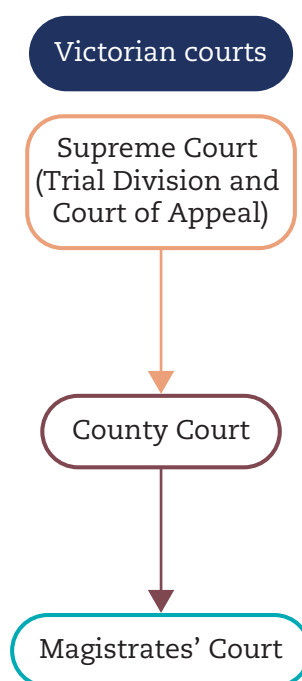 Victorian courts
Supreme Court
(Trial Division and
Court of Appeal)
County Court
Magistrates’ Court